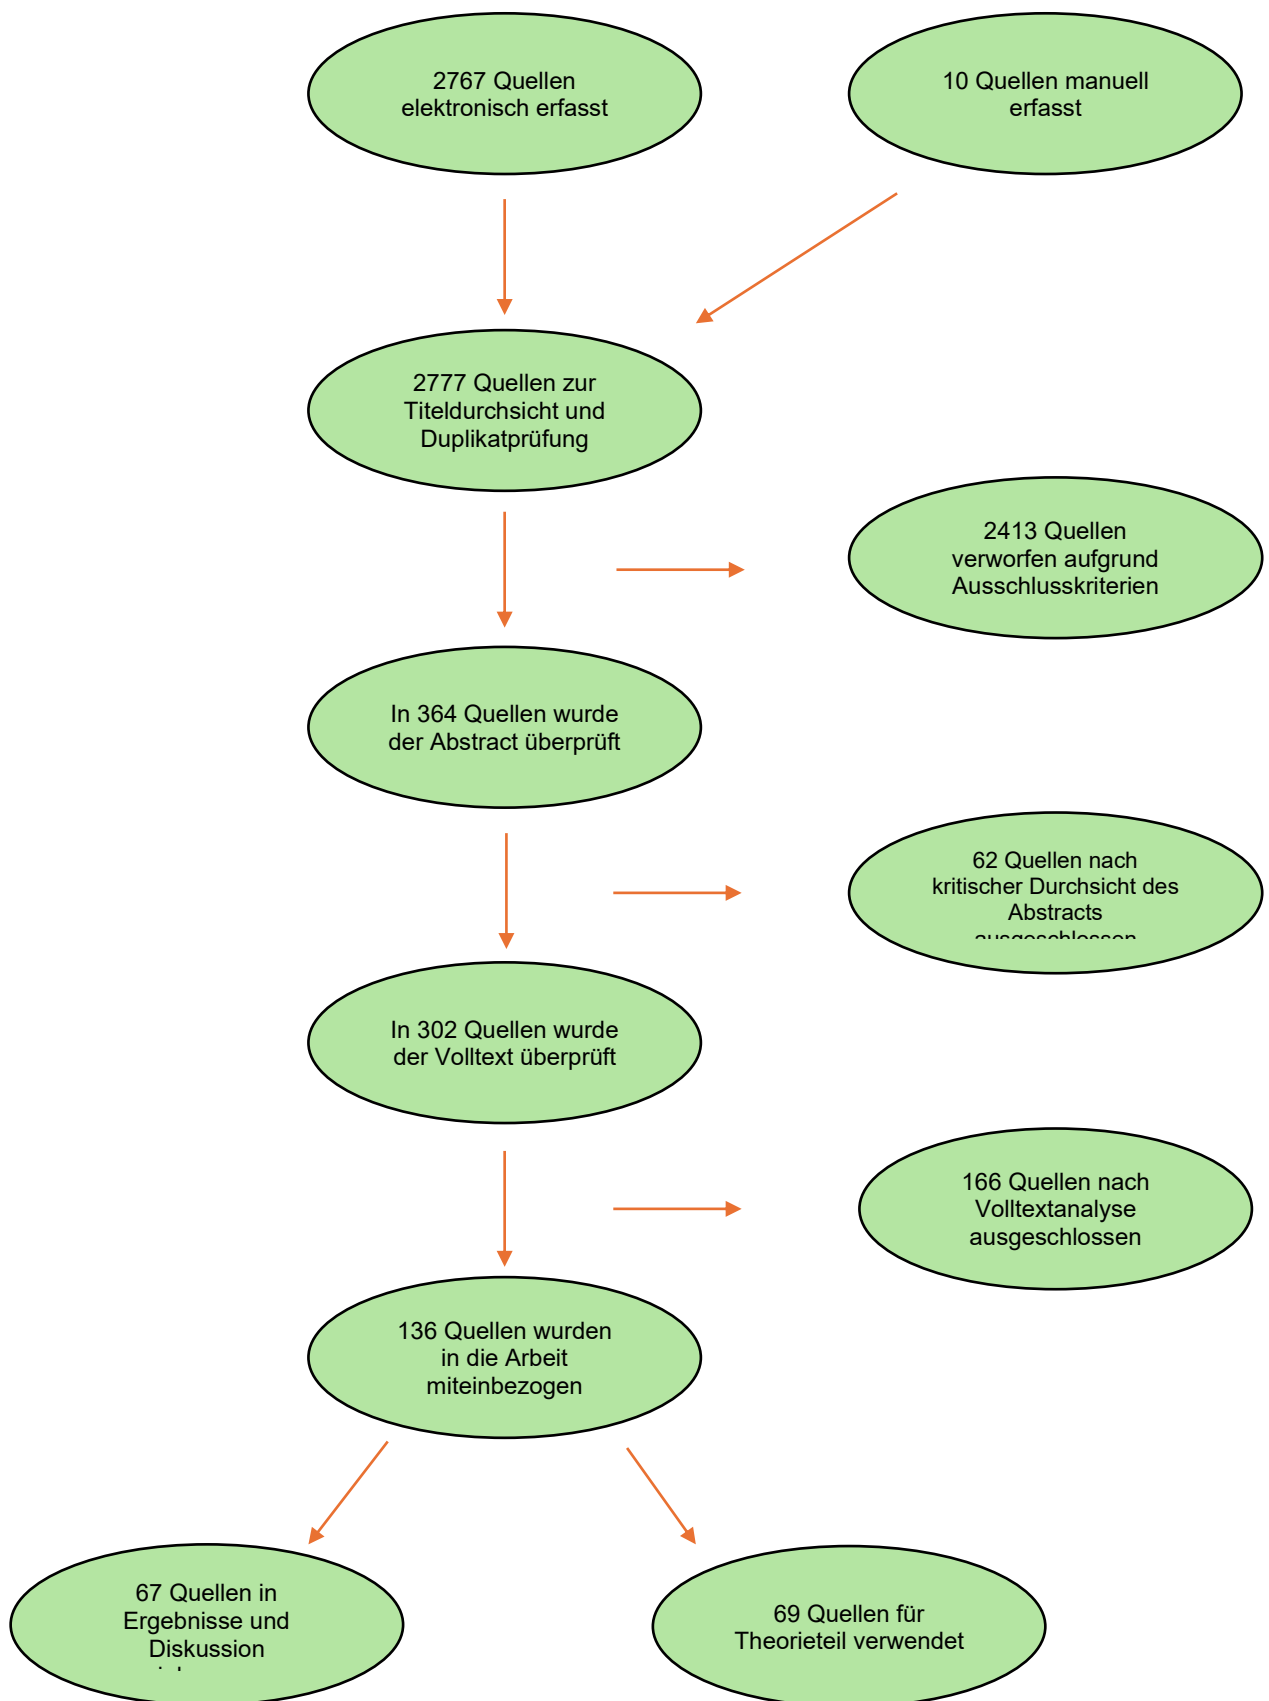 2767 Quellen
elektronisch erfasst
10 Quellen manuell
erfasst
2777 Quellen zur
Titeldurchsicht und
Duplikatprüfung
2413 Quellen
verworfen aufgrund
Ausschlusskriterien
In 364 Quellen wurde
der Abstract überprüft
62 Quellen nach
kritischer Durchsicht des
Abstracts
ausgeschlossen
In 302 Quellen wurde
der Volltext überprüft
166 Quellen nach
Volltextanalyse
ausgeschlossen
136 Quellen wurden
in die Arbeit
miteinbezogen
67 Quellen in
Ergebnisse und
Diskussion
69 Quellen für
Theorieteil verwendet